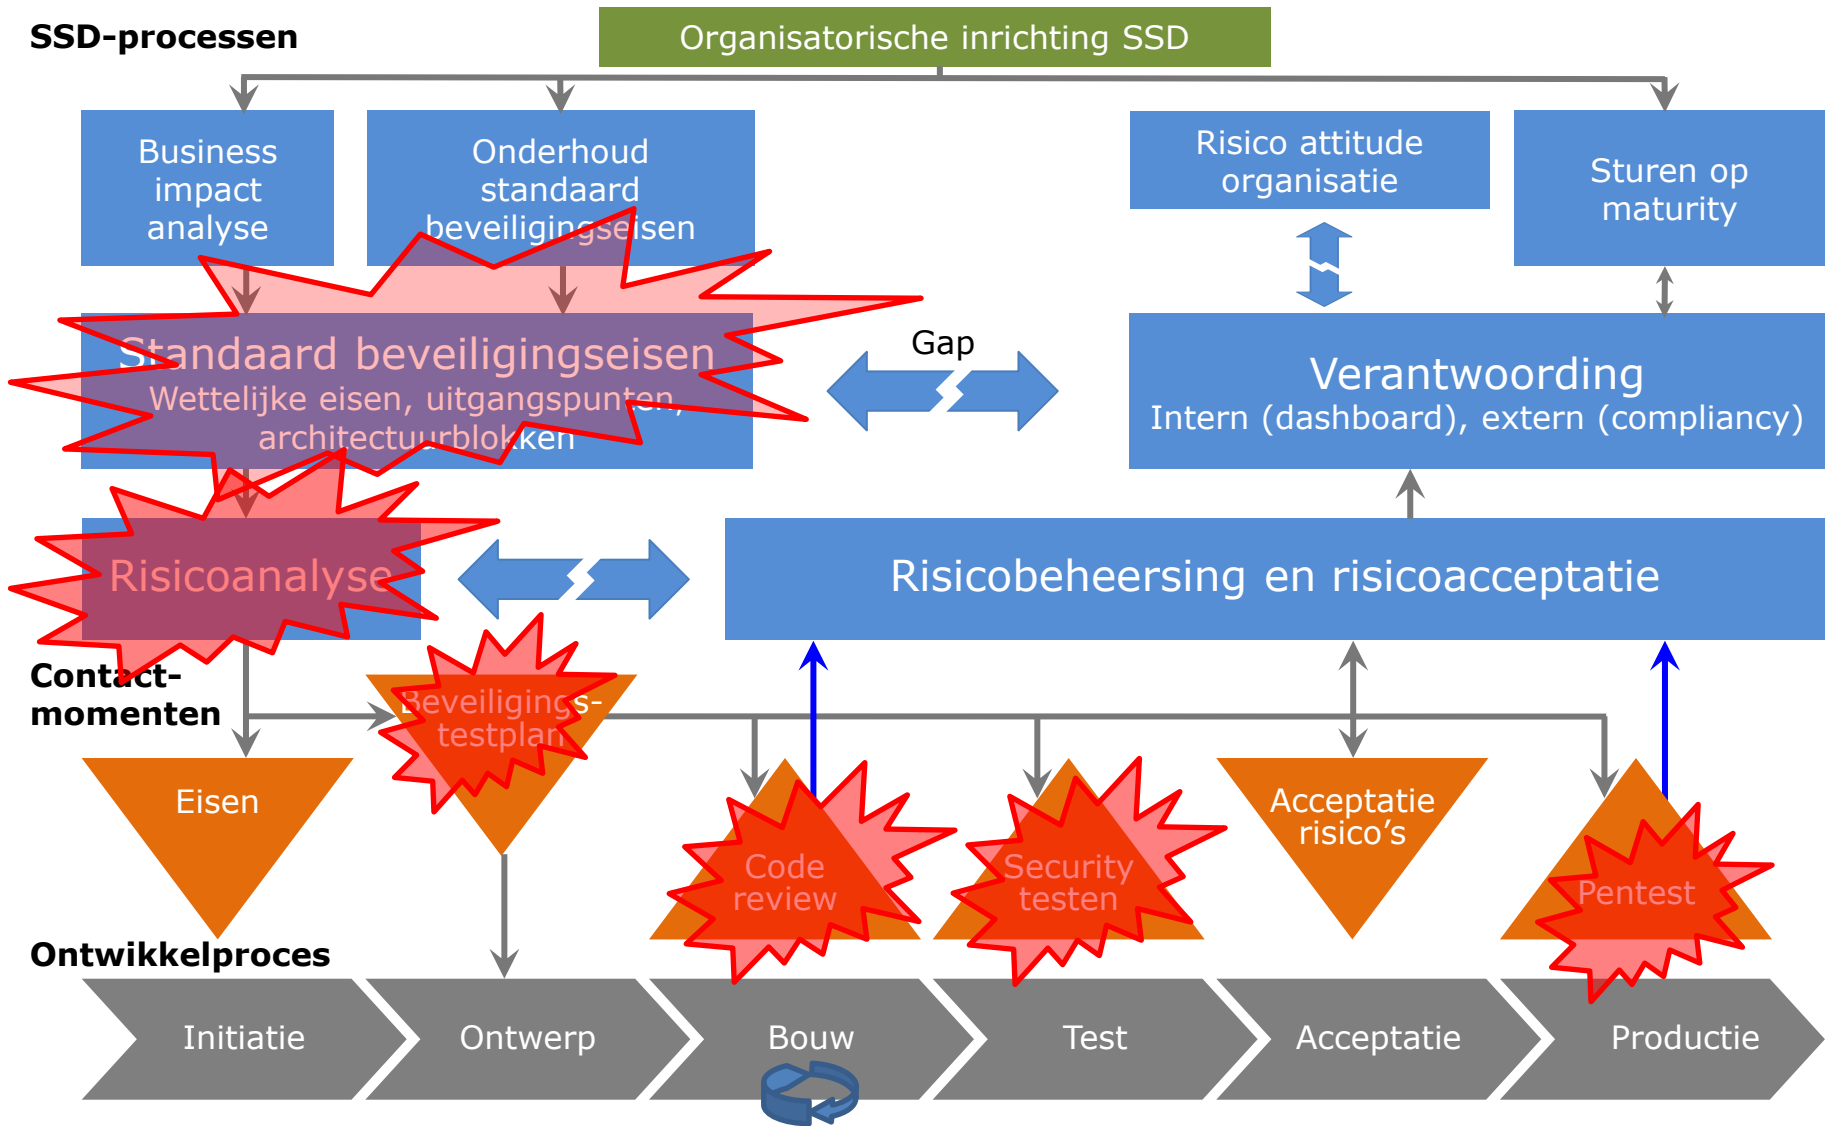 SSD-processen
Organisatorische inrichting SSD
Business
impact
analyse
Onderhoud
standaard
beveiligingseisen
Risico attitude
organisatie
Sturen op
maturity
Standaard beveiligingseisen
Wettelijke eisen, uitgangspunten,
architectuurblokken
Gap
Verantwoording
Intern (dashboard), extern (compliancy)
Risicoanalyse
Risicobeheersing en risicoacceptatie
Contact-
momenten
Beveiligings-
testplan
Eisen
Code
review
Security
testen
Acceptatie
risico’s
Pentest
Ontwikkelproces
Initiatie
Ontwerp
Bouw
Test
Acceptatie
Productie